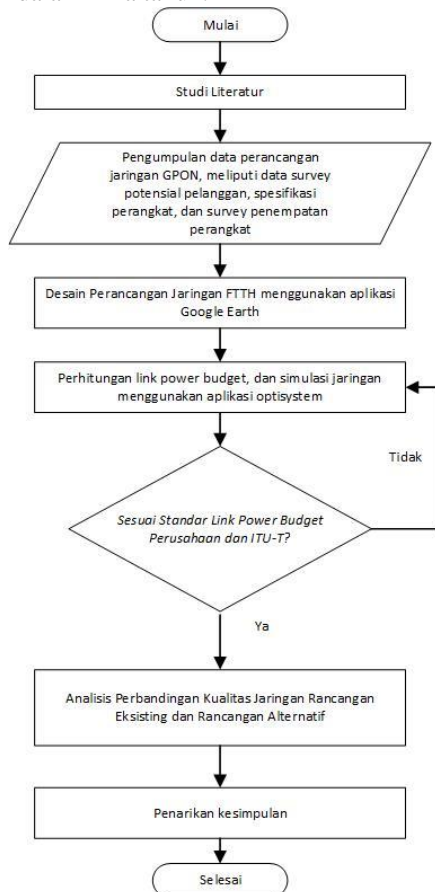 Mulai
Studi Literatur
Pengumpulan data perancangan
jaringan GPON, meliputi data survey
potensial pelanggan, spesifikasi
perangkat, dan survey penempatan
perangkat
Desain Perancangan Jaringan FTTH menggunakan aplikasi
Google Earth
Perhitungan link power budget, dan simulasi jaringan
menggunakan aplikasi optisystem
Tidak
Sesuai Standar Link Power Budget
Perusahaan dan ITU-T?
Ya
Analisis Perbandingan Kualitas Jaringan Rancangan
Eksisting dan Rancangan Alternatif
Penarikan kesimpulan
Selesai